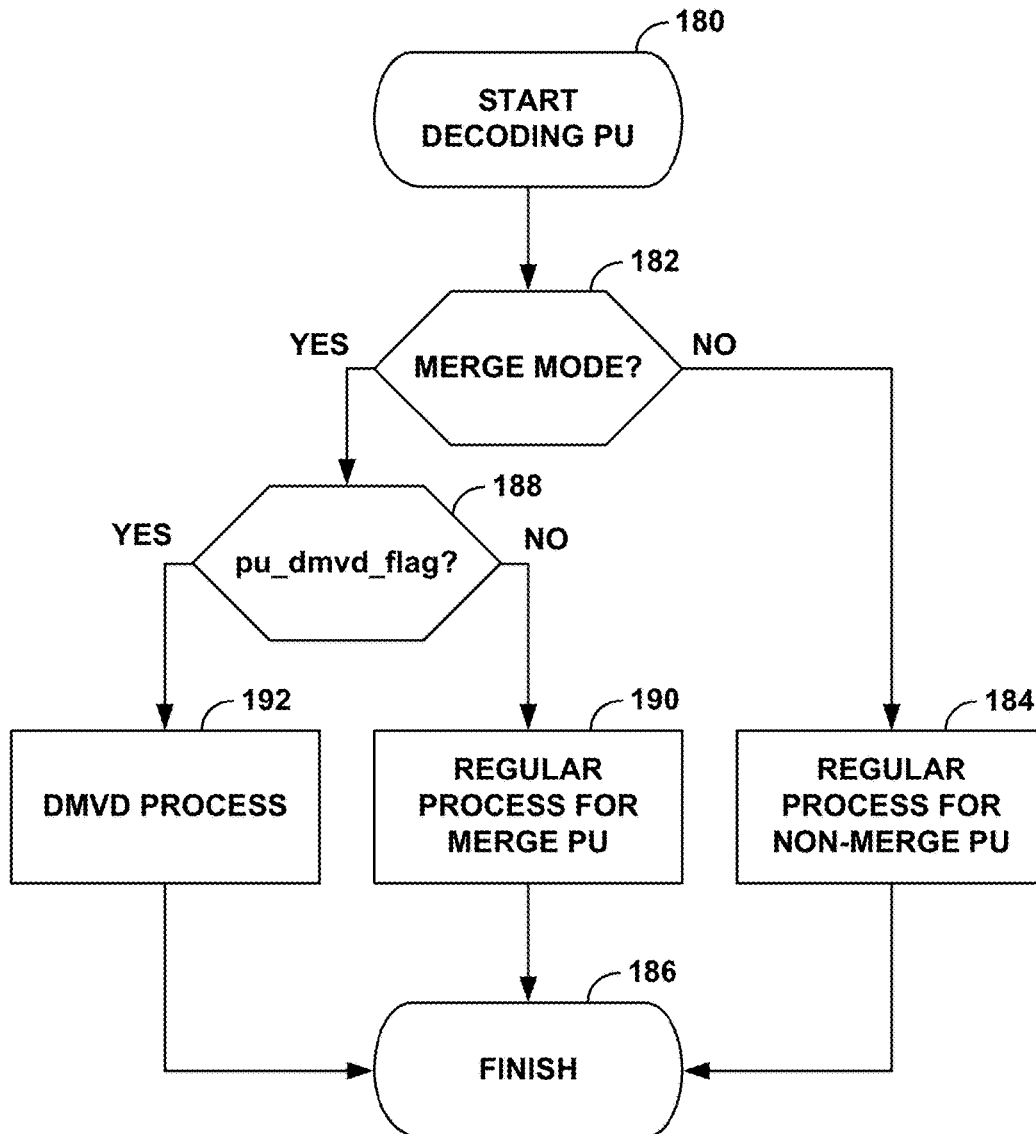 180
START
DECODING PU
182
YES
MERGE MODE?
NO
188
YES
pu_dmvd_flag?
NO
192
DMVD PROCESS
190
REGULAR
PROCESS FOR
MERGE PU
184
REGULAR
PROCESS FOR
NON-MERGE PU
186
FINISH